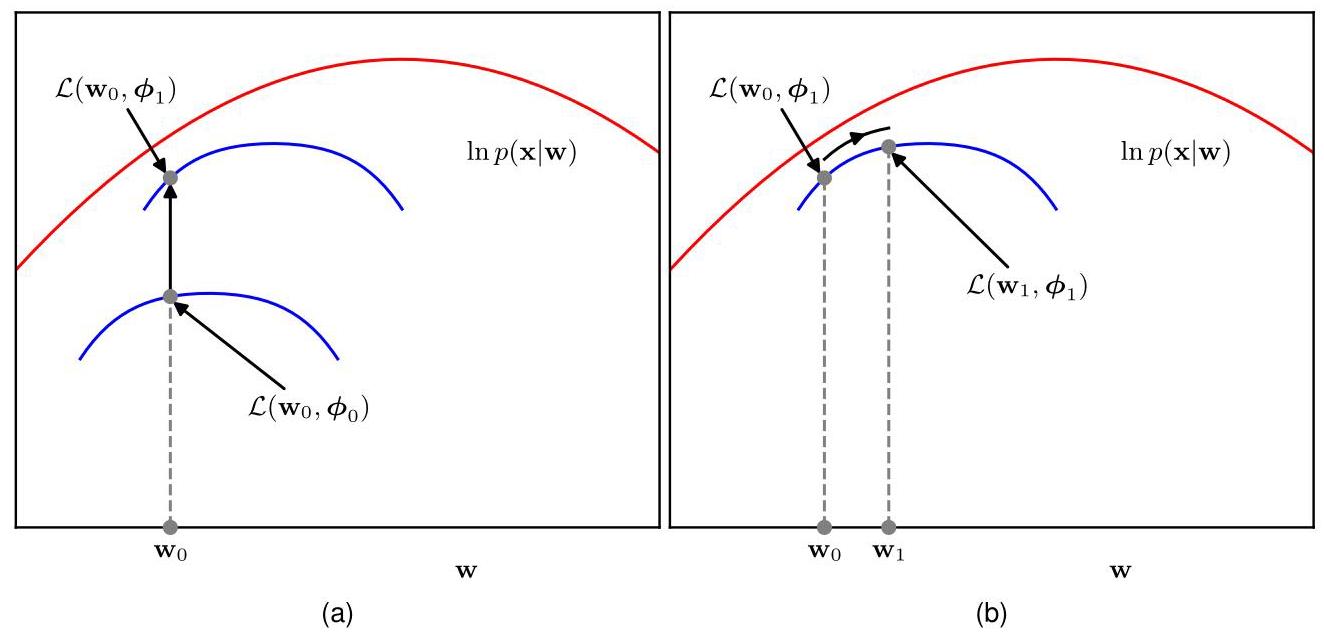 ℒ(𝐰₀, 𝝓₁)
ln p(𝐱|𝐰)
ℒ(𝐰₀, 𝝓₀)
𝐰₀
𝐰
(a)
ℒ(𝐰₀, 𝝓₁)
ln p(𝐱|𝐰)
ℒ(𝐰₁, 𝝓₁)
𝐰₀ 𝐰₁
𝐰
(b)